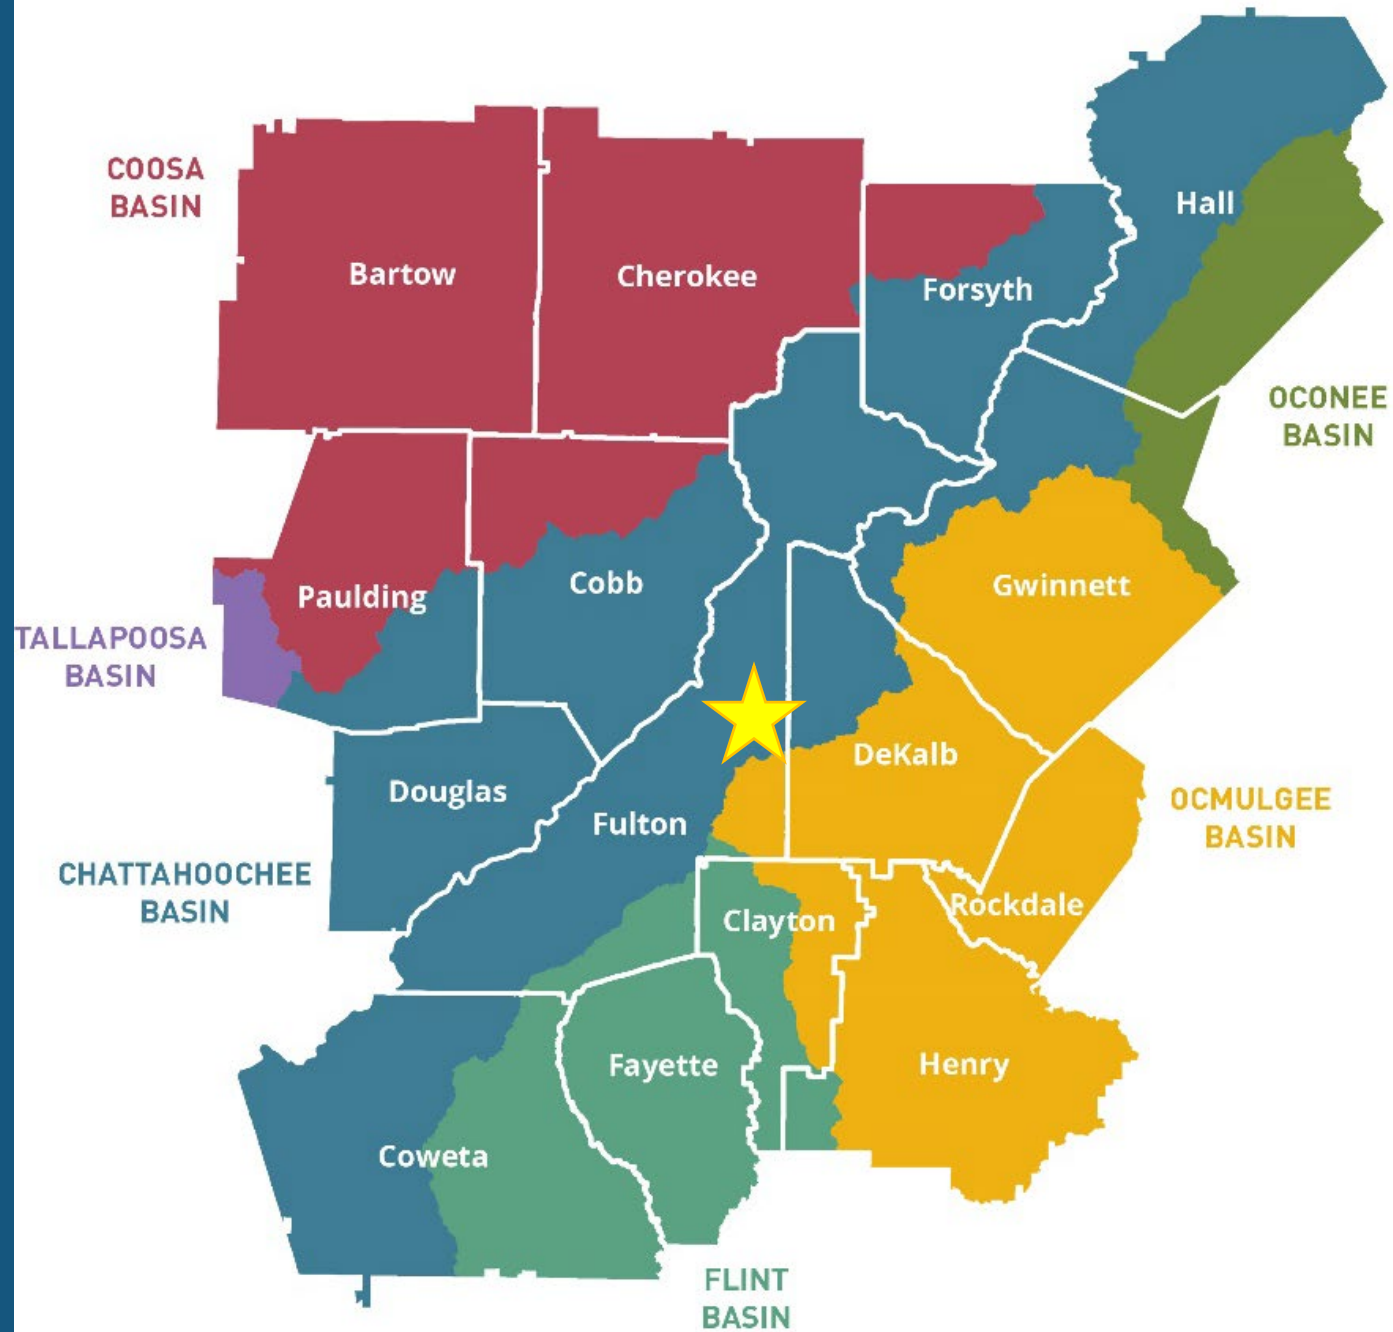 COOSA
BASIN
Hall
Bartow
Cherokee
Forsyth
OCONEE
BASIN
Cobb
Gwinnett
Paulding
TALLAPOOSA
BASIN
DeKalb
Douglas
Fulton
OCMULGEE
BASIN
CHATTAHOOCHEE
BASIN
Rockdale
Clayton
Fayette
Henry
Coweta
FLINT
BASIN